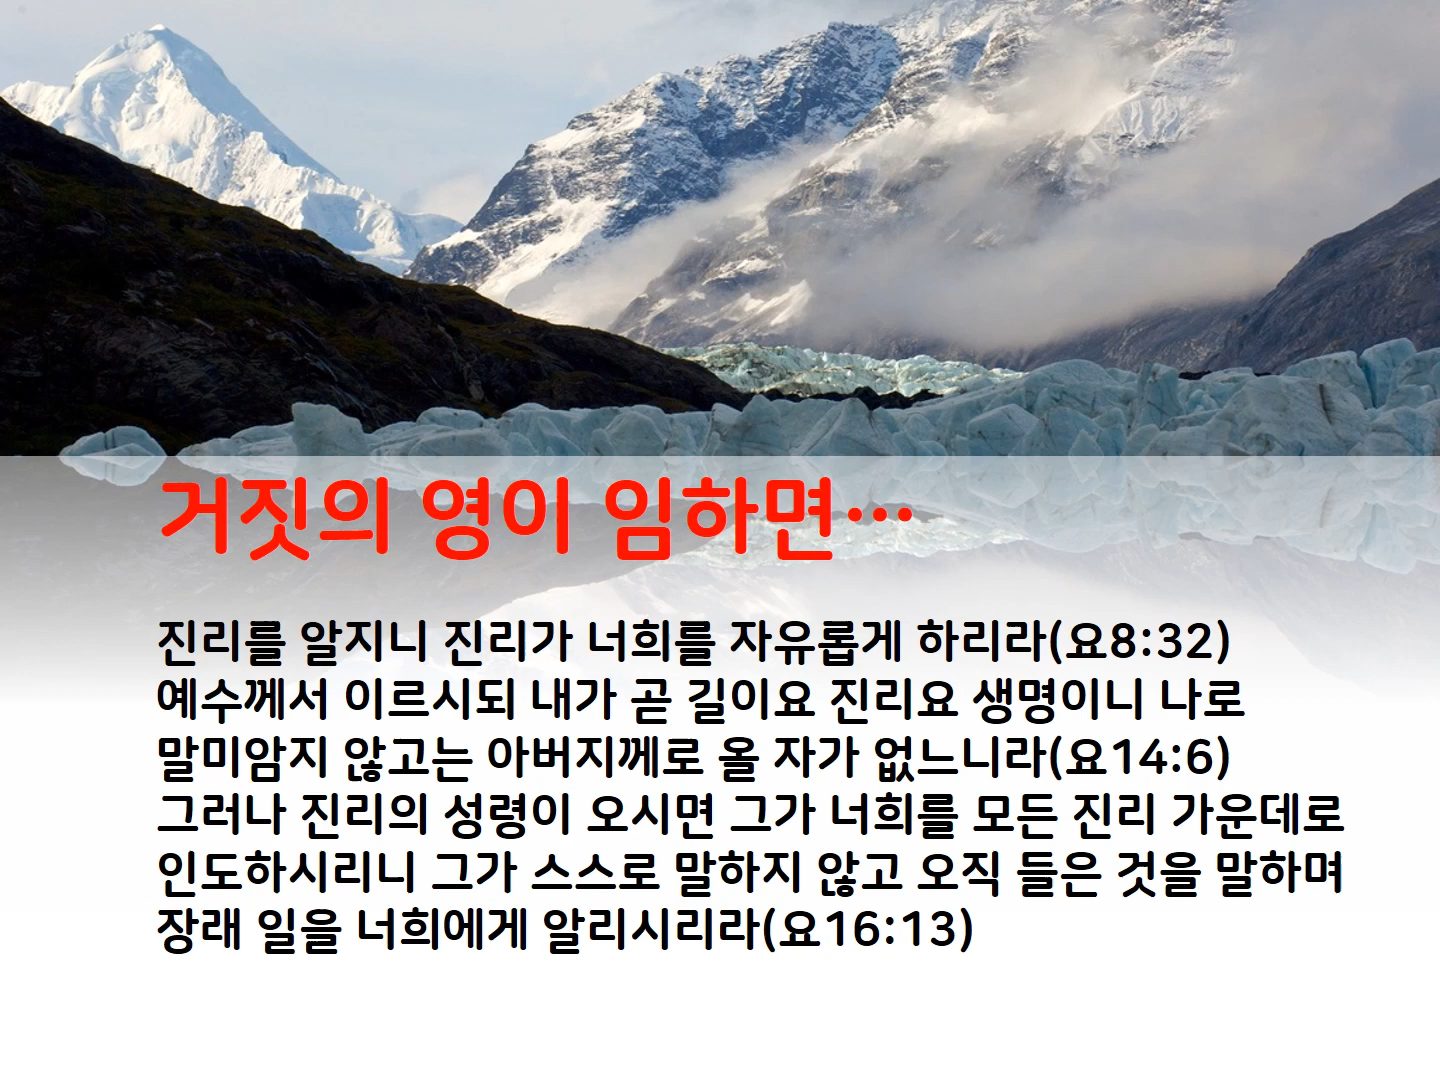 거짓의 영이 임하면…
진리를 알지니 진리가 너희를 자유롭게 하리라(요8:32)
예수께서 이르시되 내가 곧 길이요 진리요 생명이니 나로
말미암지 않고는 아버지께로 올 자가 없느니라(요14:6)
그러나 진리의 성령이 오시면 그가 너희를 모든 진리 가운데로
인도하시리니 그가 스스로 말하지 않고 오직 들은 것을 말하며
장래 일을 너희에게 알리시리라(요16:13)